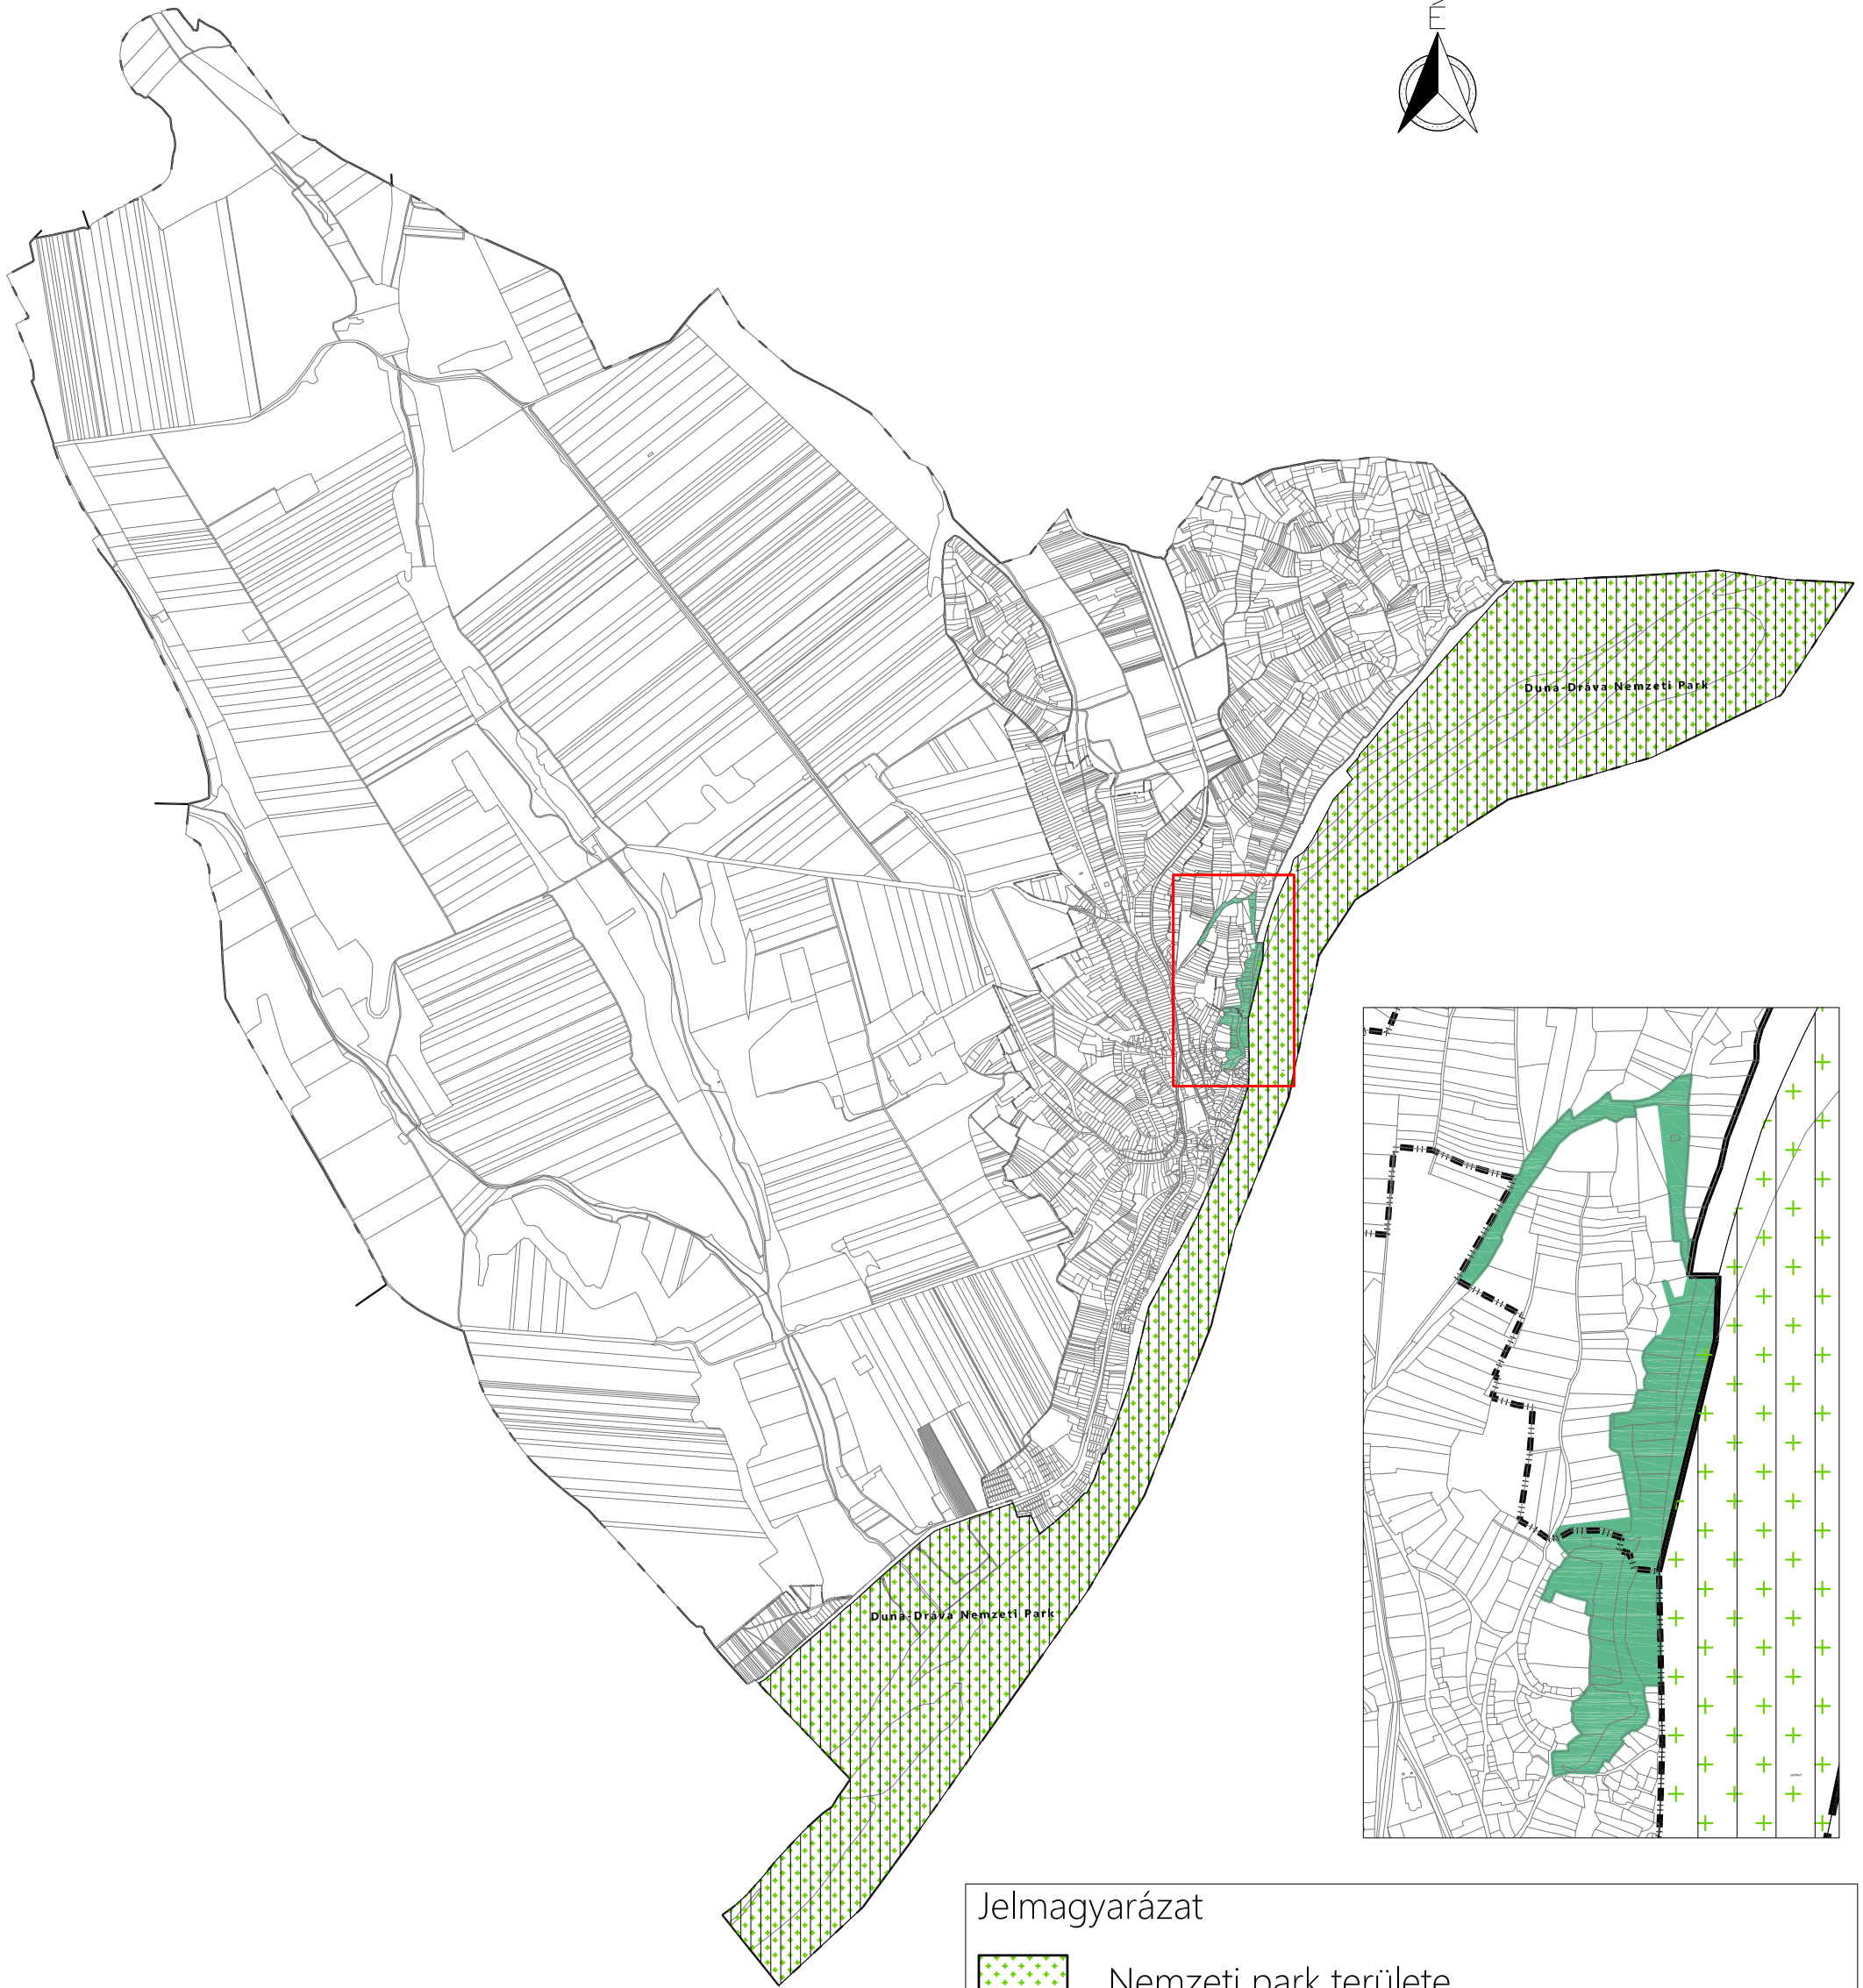 É
Duna-Dráva Nemzeti Park
Duna-Dráva Nemzeti Park
Jelmagyarázat
Nemzeti park területe